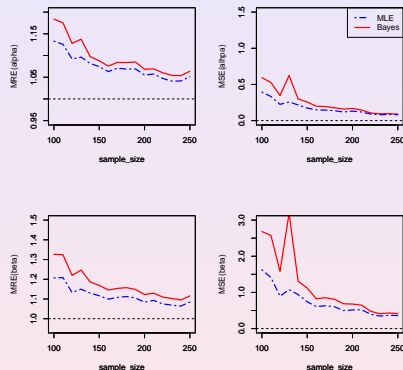 MRE(alpha)
0.95 1.05 1.15
100 150 200 250
sample_size
MSE(alhpa)
0.0 0.5 1.0 1.5
100 150 200 250
sample_size
MLE
Bayes
MRE(beta)
1.0 1.1 1.2 1.3 1.4 1.5
100 150 200 250
sample_size
MSE(beta)
0.0 1.0 2.0 3.0
100 150 200 250
sample_size